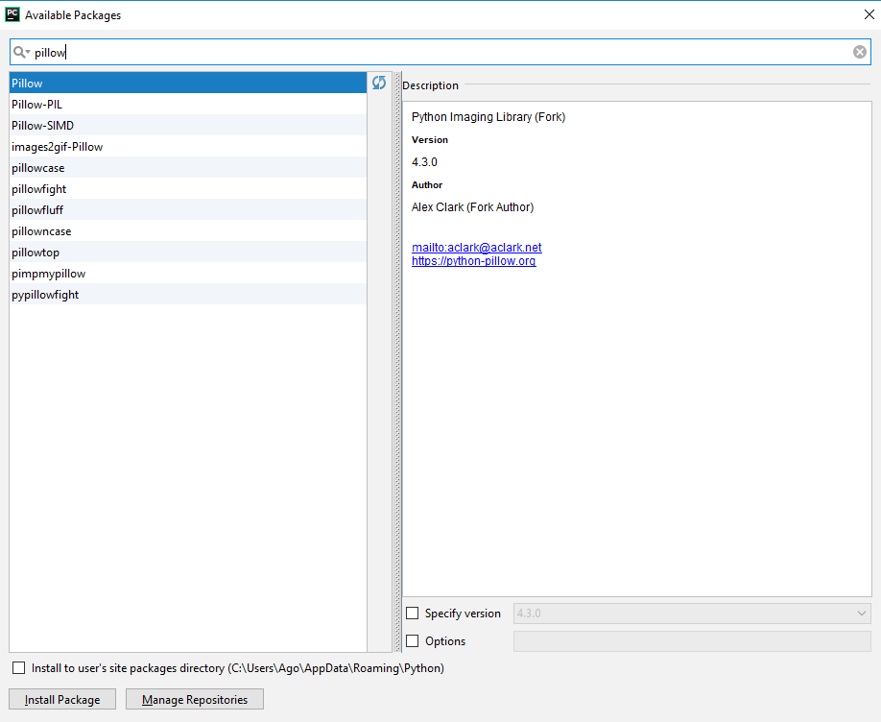 PC Available Packages
pillow
Pillow
Pillow-PIL
Pillow-SIMD
images2gif-Pillow
pillowcase
pillowfight
pillowfluff
pillowncase
pillowtop
pimpmypillow
pypillowfight
Description
Python Imaging Library (Fork)
Version
4.3.0
Author
Alex Clark (Fork Author)
mailto:aclark@aclark.net
https://python-pillow.org
Specify version 4.3.0
Options
Install to user's site packages directory (C:\Users\Ago\AppData\Roaming\Python)
Install Package Manage Repositories